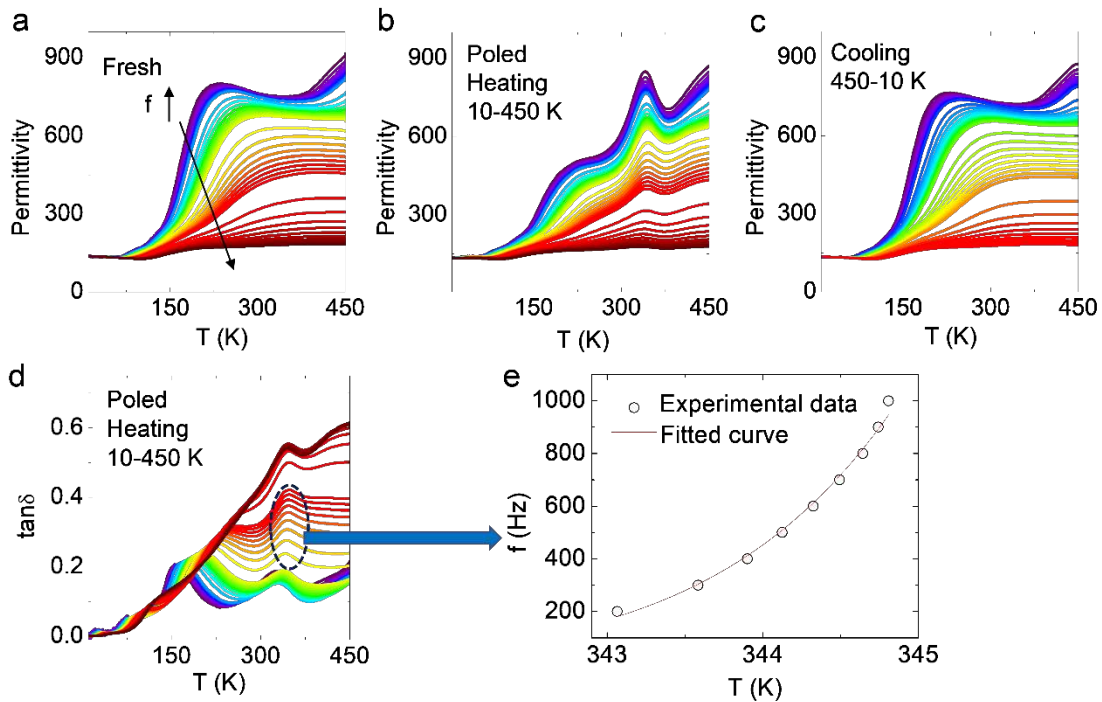 a
900
600
300
0
Permittivity
Fresh
f
150
300
450
T (K)
b
900
600
300
0
Permittivity
Poled
Heating
10-450 K
150
300
450
T (K)
c
900
600
300
0
Permittivity
Cooling
450-10 K
150
300
450
T (K)
d
0.6
0.4
0.2
0.0
tanδ
Poled
Heating
10-450 K
150
300
450
T (K)
e
1000
800
600
400
200
f (Hz)
Experimental data
Fitted curve
343
344
345
T (K)